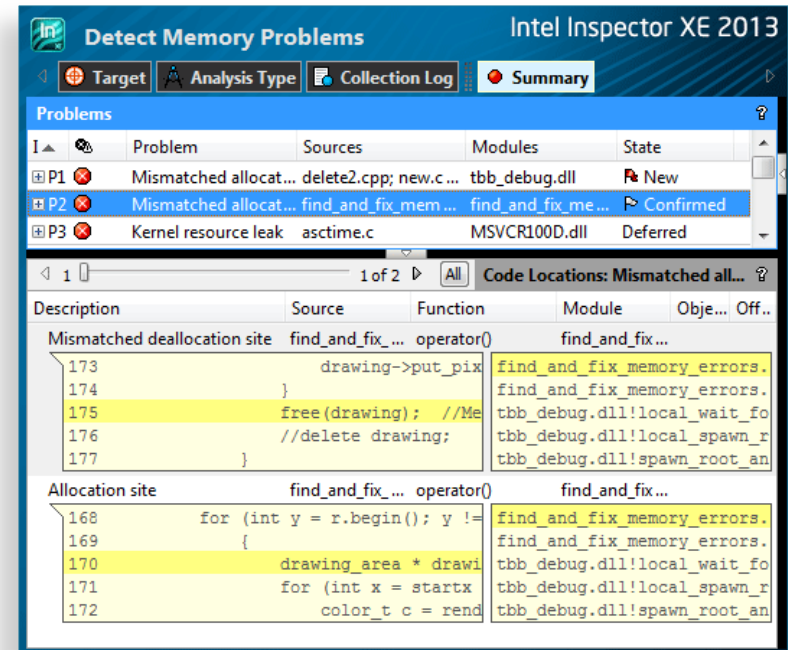 Intel Inspector XE 2013
In
Detect Memory Problems
Target Analysis Type Collection Log Summary
Problems ?
I Problem Sources Modules State
P1 Mismatched allocat... delete2.cpp; new.c ... tbb_debug.dll New
P2 Mismatched allocat... find_and_fix_mem ... find_and_fix_me ... Confirmed
P3 Kernel resource leak asctime.c MSVCR100D.dll Deferred
1 1 of 2 All Code Locations: Mismatched all... ?
Description Source Function Module Obje... Off..
Mismatched deallocation site find_and_fix_ ... operator() find_and_fix ...
173 drawing->put_pix find_and_fix_memory_errors.
174 } find_and_fix_memory_errors.
175 free(drawing); //Me tbb_debug.dll!local_wait_fo
176 //delete drawing; tbb_debug.dll!local_spawn_r
177 } tbb_debug.dll!spawn_root_an
Allocation site find_and_fix_ ... operator() find_and_fix ...
168 for (int y = r.begin(); y != find_and_fix_memory_errors.
169 { find_and_fix_memory_errors.
170 drawing_area * drawi tbb_debug.dll!local_wait_fo
171 for (int x = startx tbb_debug.dll!local_spawn_r
172 color_t c = rend tbb_debug.dll!spawn_root_an